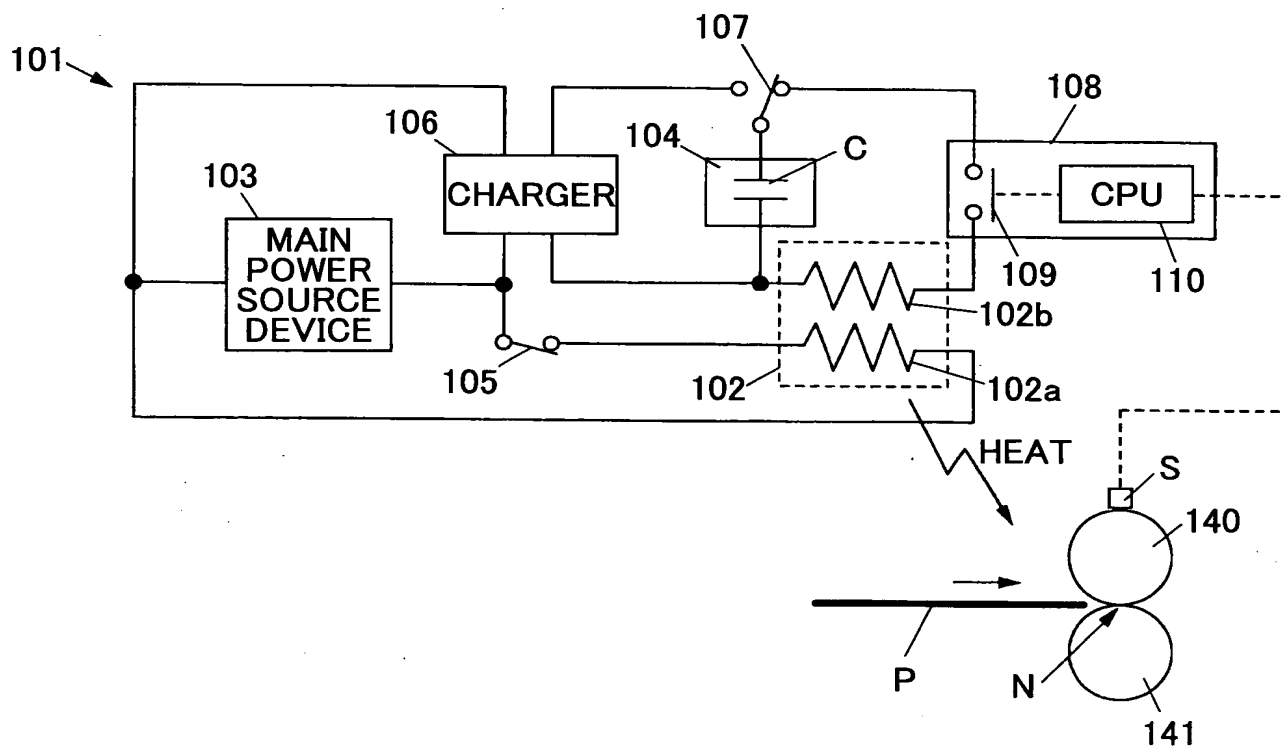 101
107
106
104
C
108
103
CHARGER
CPU
MAIN
POWER
SOURCE
DEVICE
109
110
102b
105
102
102a
HEAT
S
140
P
N
141